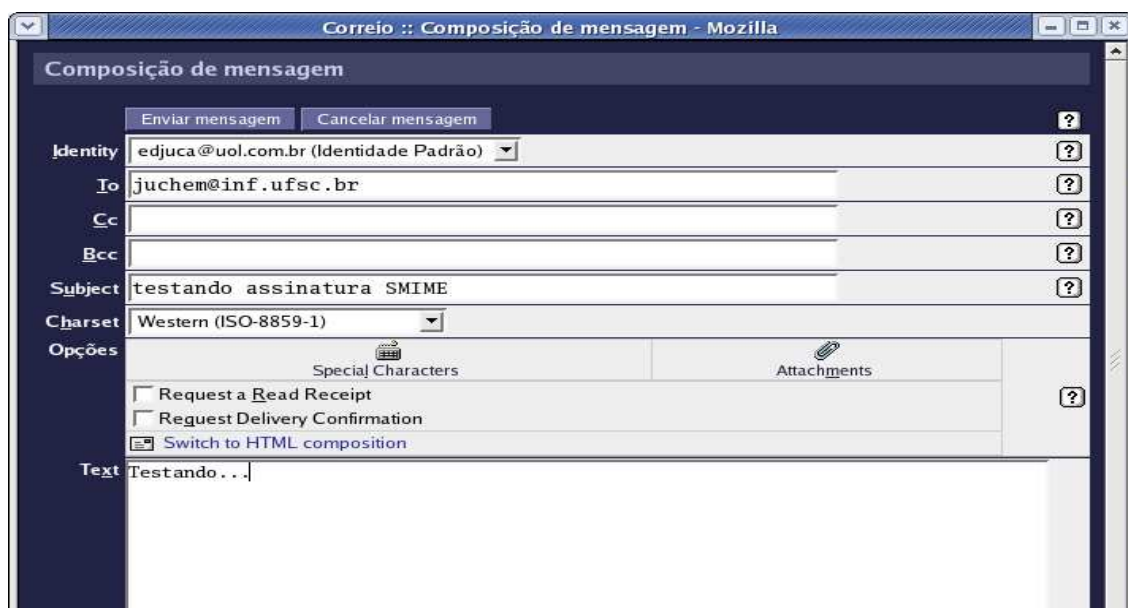 Correio :: Composição de mensagem - Mozilla
Composição de mensagem
Enviar mensagem Cancelar mensagem ?
Identity edjuca@uol.com.br (Identidade Padrão) ?
To juchem@inf.ufsc.br ?
Cc ?
Bcc ?
Subject testando assinatura SMIME ?
Charset Western (ISO-8859-1)
Opções Special Characters Attachments
Request a Read Receipt ?
Request Delivery Confirmation
Switch to HTML composition
Text Testando...